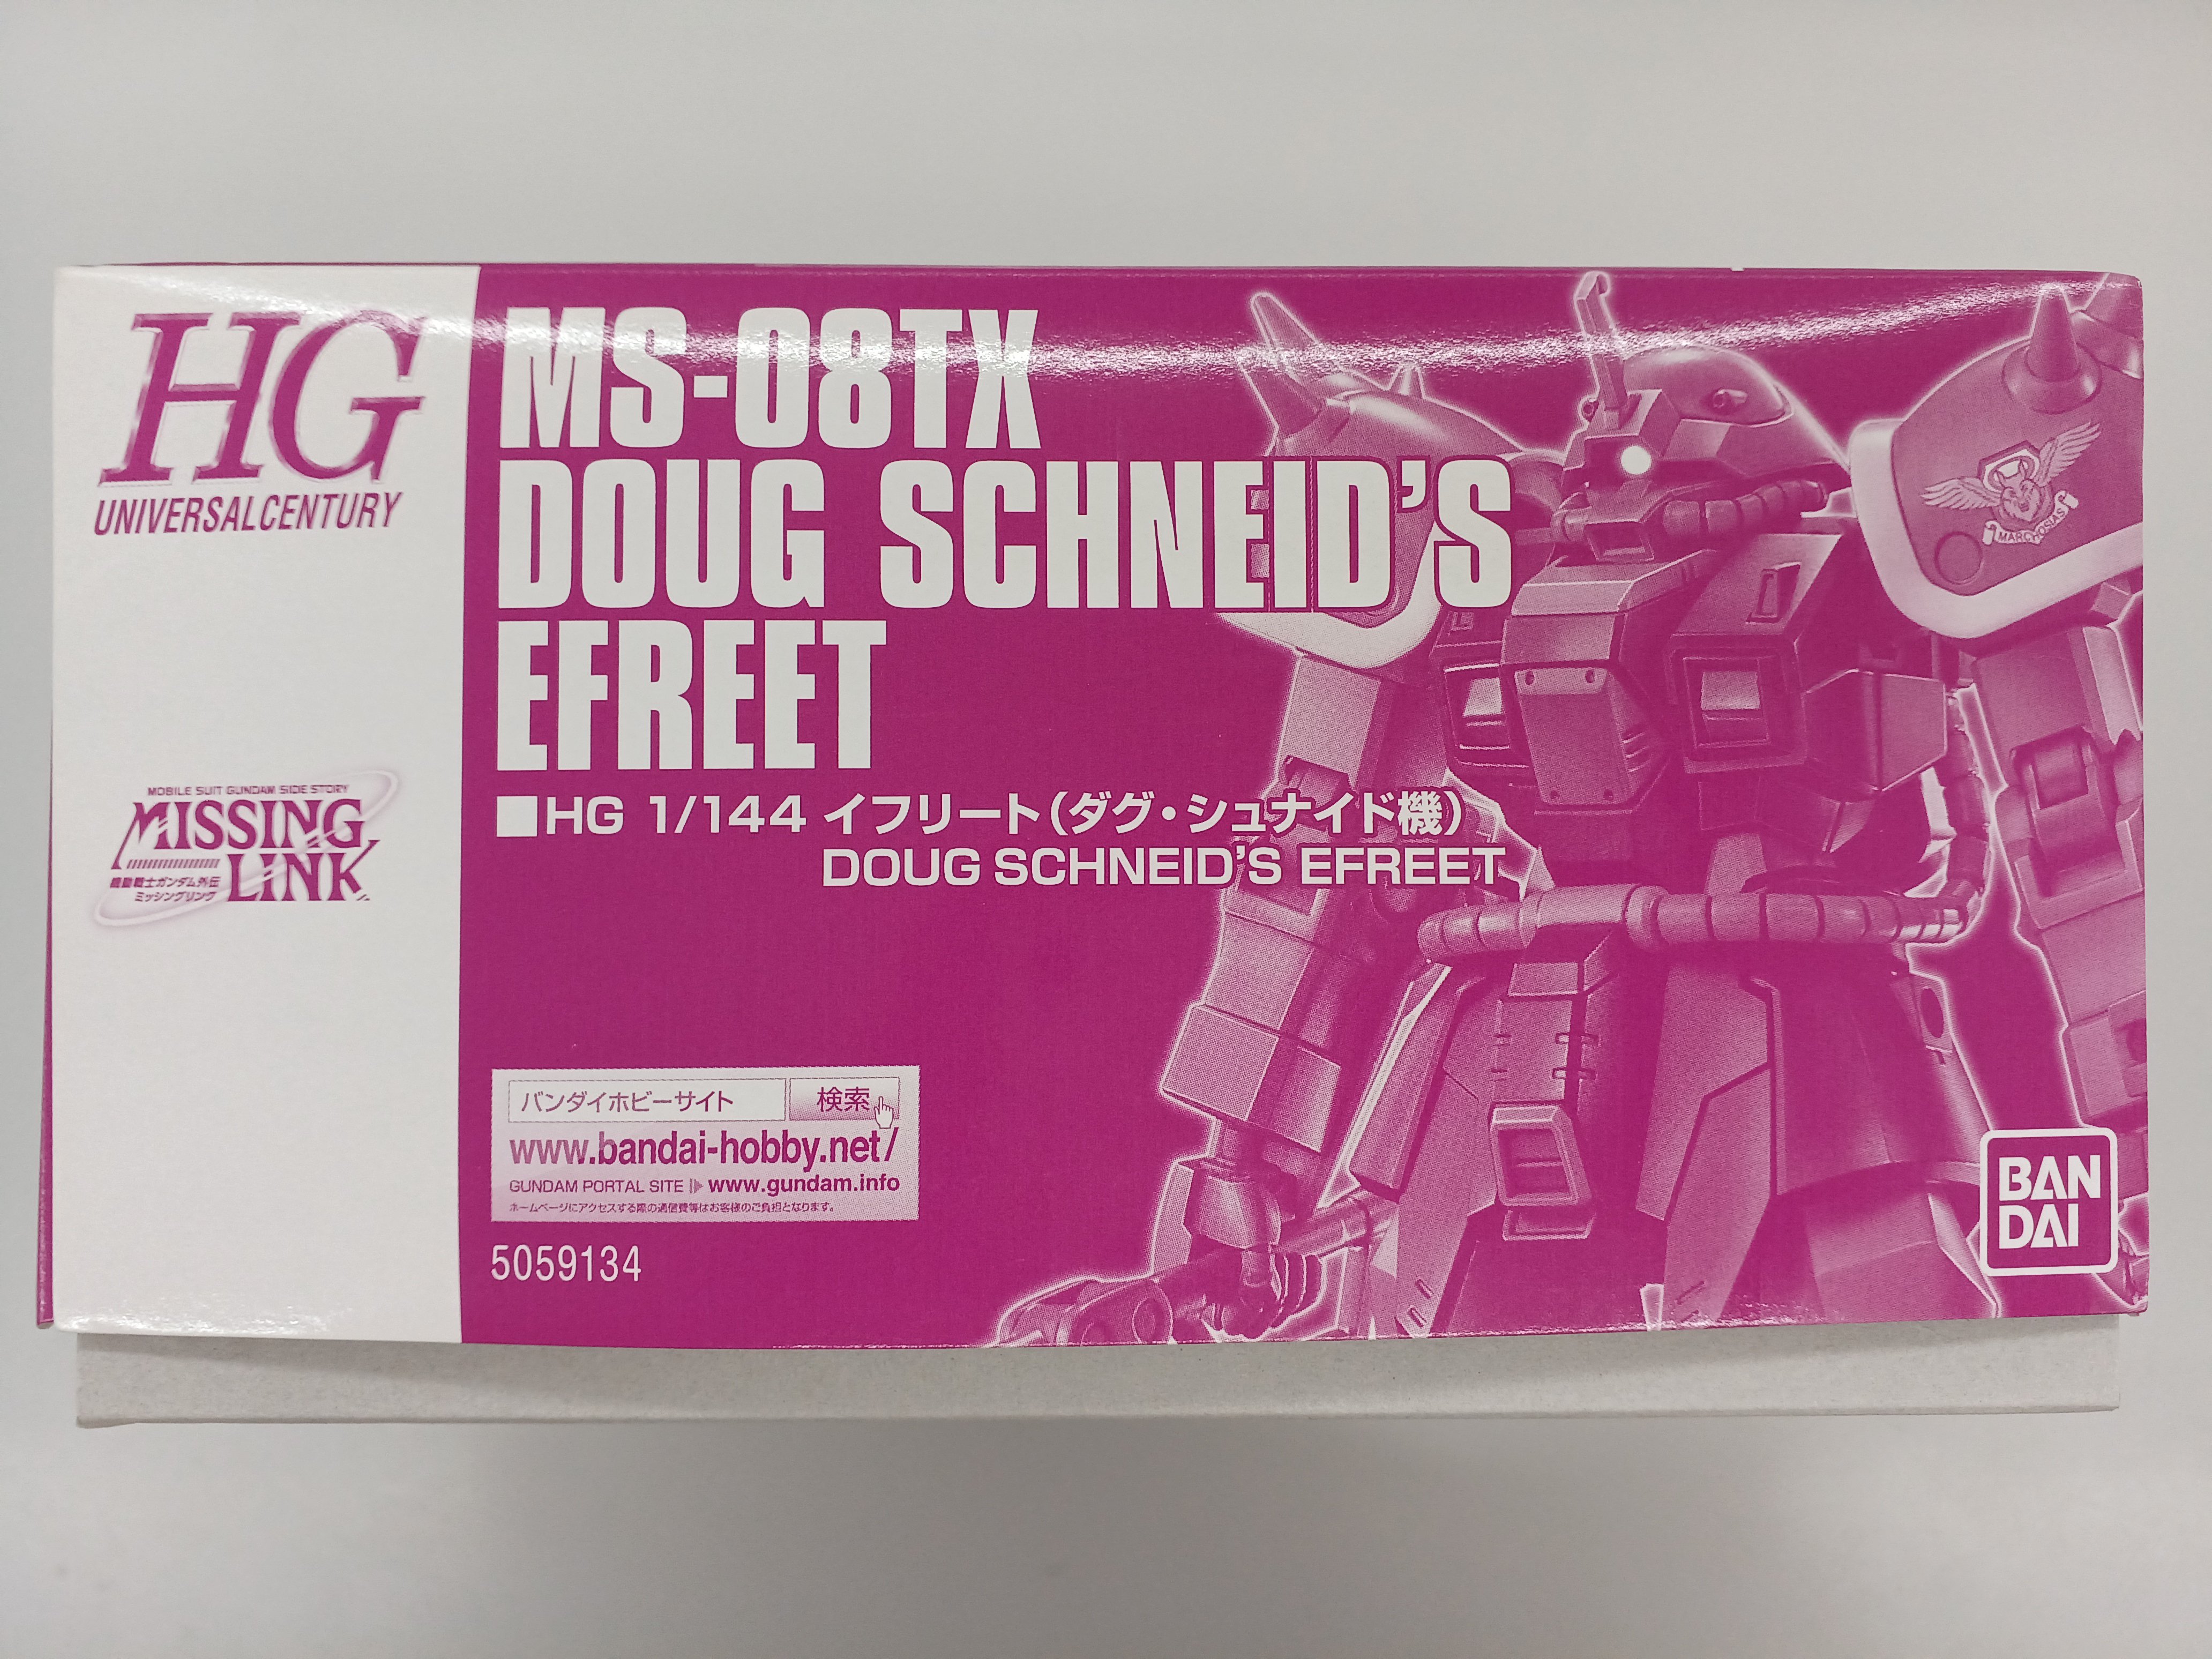 HG
UNIVERSAL CENTURY
MOBILE SUIT GUNDAM SIDE STORY
MISSING
LINK
機動戦士ガンダム外伝
ミッシングリンク
MS-08TX
DOUG SCHNEID'S
EFREET
■HG 1/144 イフリート(ダグ・シュナイド機)
DOUG SCHNEID'S EFREET
MARCHOSIAS
バンダイホビーサイト 検索
www.bandai-hobby.net/
GUNDAM PORTAL SITE www.gundam.info
ホームページにアクセスする際の通信費等はお客様のご負担となります。
5059134
BAN
DAI